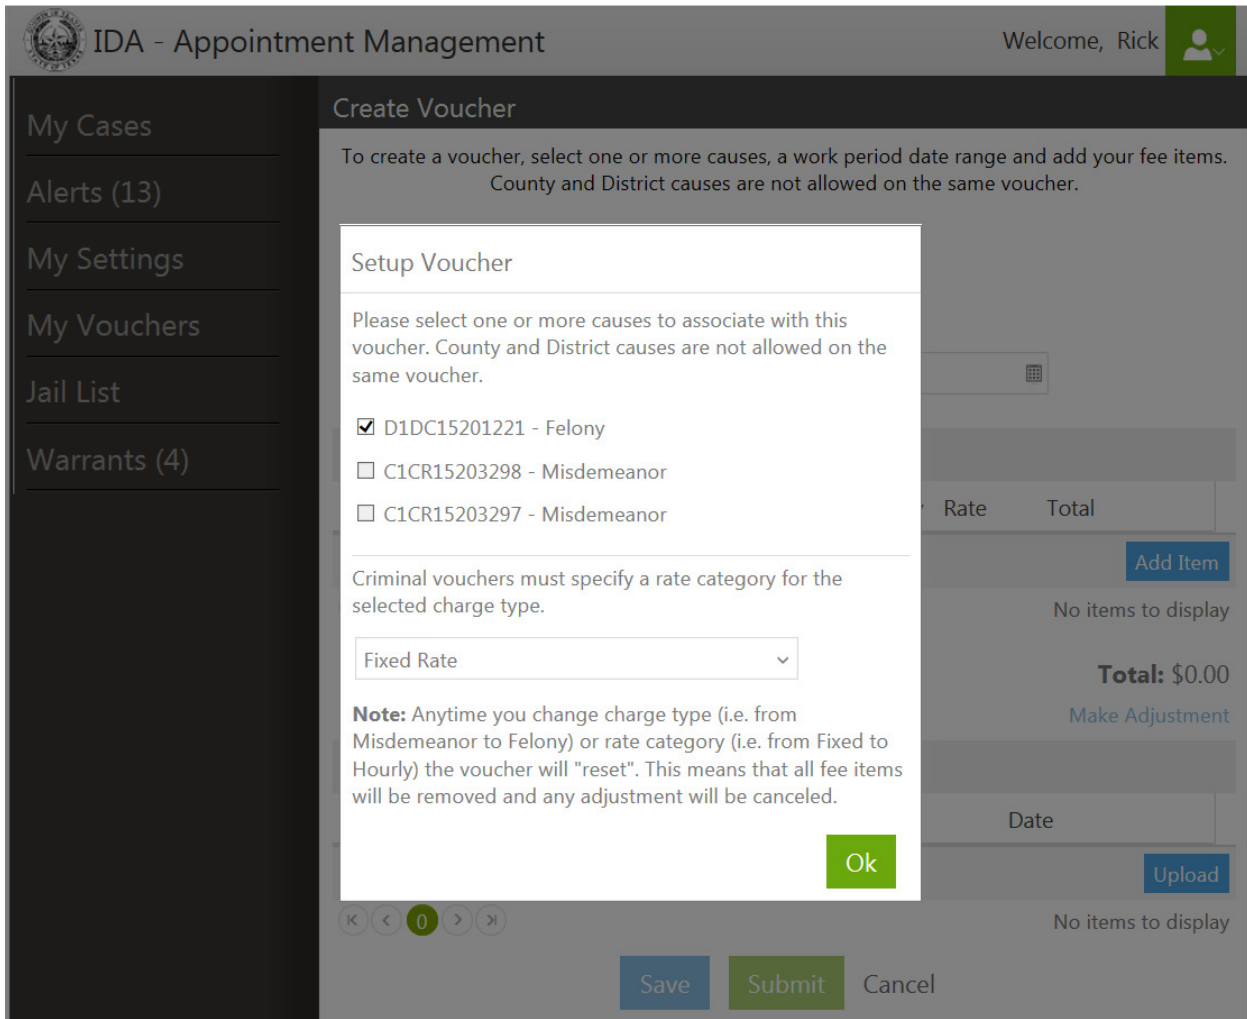 IDA - Appointment Management
Welcome, Rick
My Cases
Alerts (13)
My Settings
My Vouchers
Jail List
Warrants (4)
Create Voucher
To create a voucher, select one or more causes, a work period date range and add your fee items.
County and District causes are not allowed on the same voucher.
Setup Voucher
Please select one or more causes to associate with this
voucher. County and District causes are not allowed on the
same voucher.
D1DC15201221 - Felony
C1CR15203298 - Misdemeanor
C1CR15203297 - Misdemeanor
Criminal vouchers must specify a rate category for the
selected charge type.
Fixed Rate
Note: Anytime you change charge type (i.e. from
Misdemeanor to Felony) or rate category (i.e. from Fixed to
Hourly) the voucher will "reset". This means that all fee items
will be removed and any adjustment will be canceled.
Ok
Rate Total
Add Item
No items to display
Total: $0.00
Make Adjustment
Date
Upload
0
No items to display
Save Submit Cancel